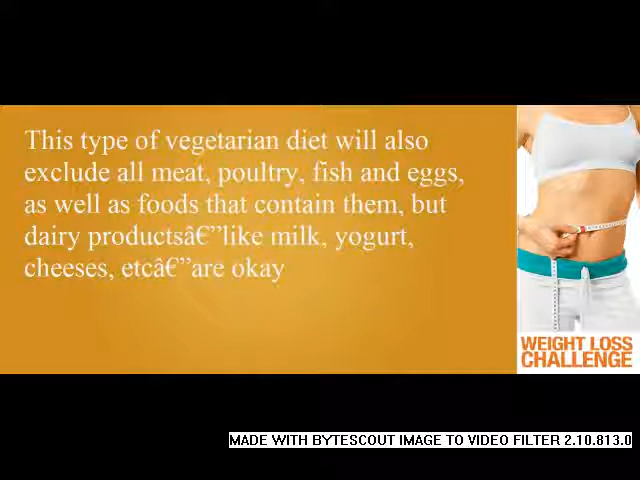 This type of vegetarian diet will also
exclude all meat, poultry, fish and eggs,
as well as foods that contain them, but
dairy productsâ€”like milk, yogurt,
cheeses, etcâ€”are okay
WEIGHT LOSS
CHALLENGE
MADE WITH BYTESCOUT IMAGE TO VIDEO FILTER 2.10.813.0